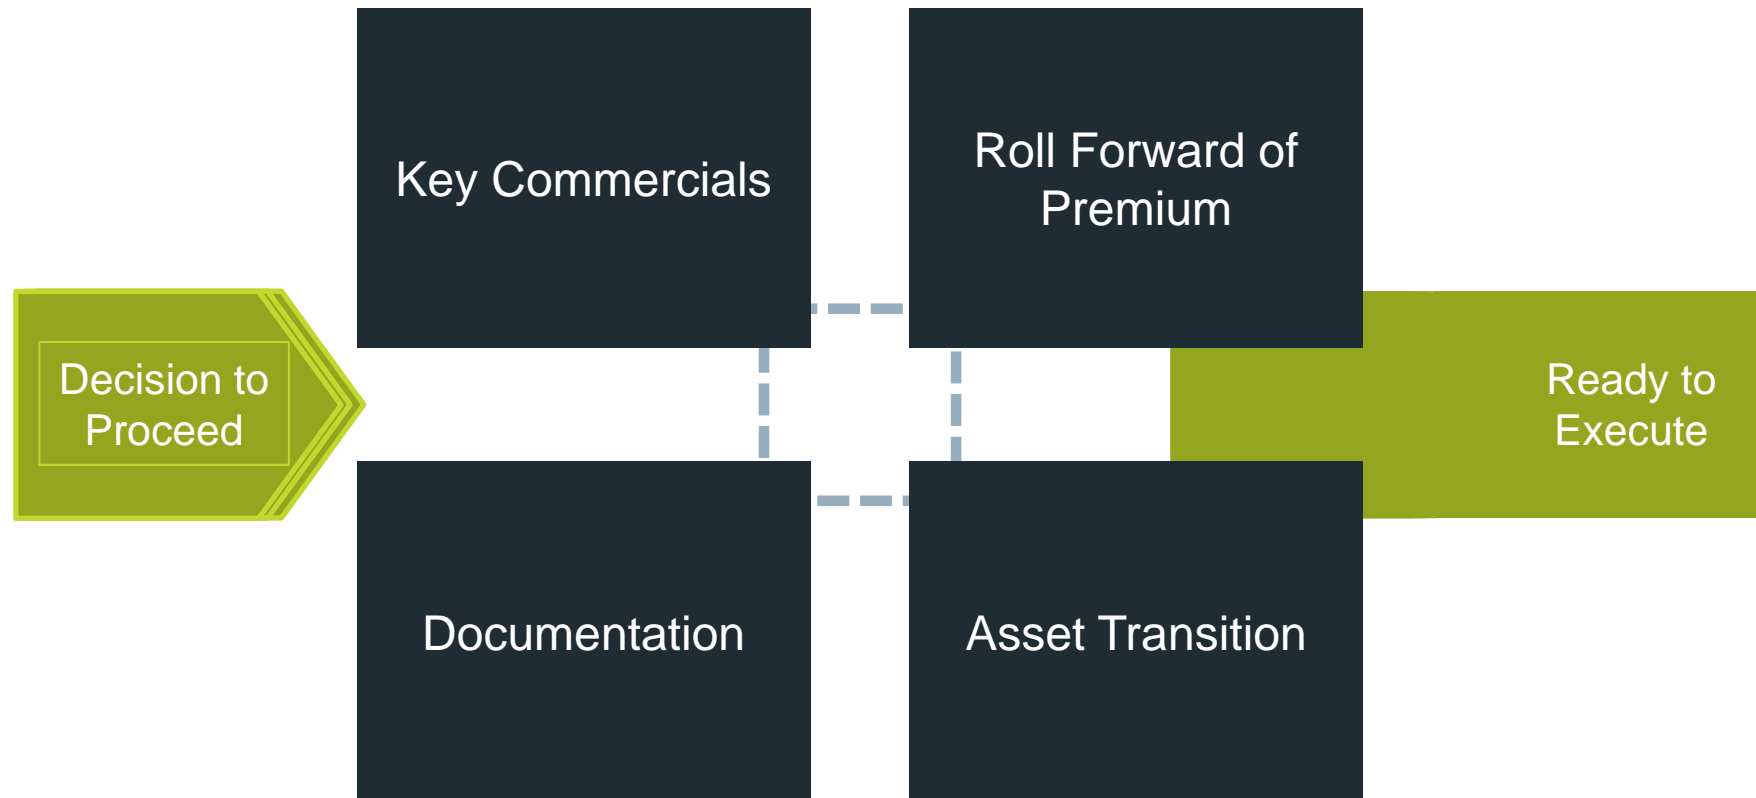 Key Commercials
Roll Forward of
Premium
Decision to
Proceed
Ready to
Execute
Documentation
Asset Transition